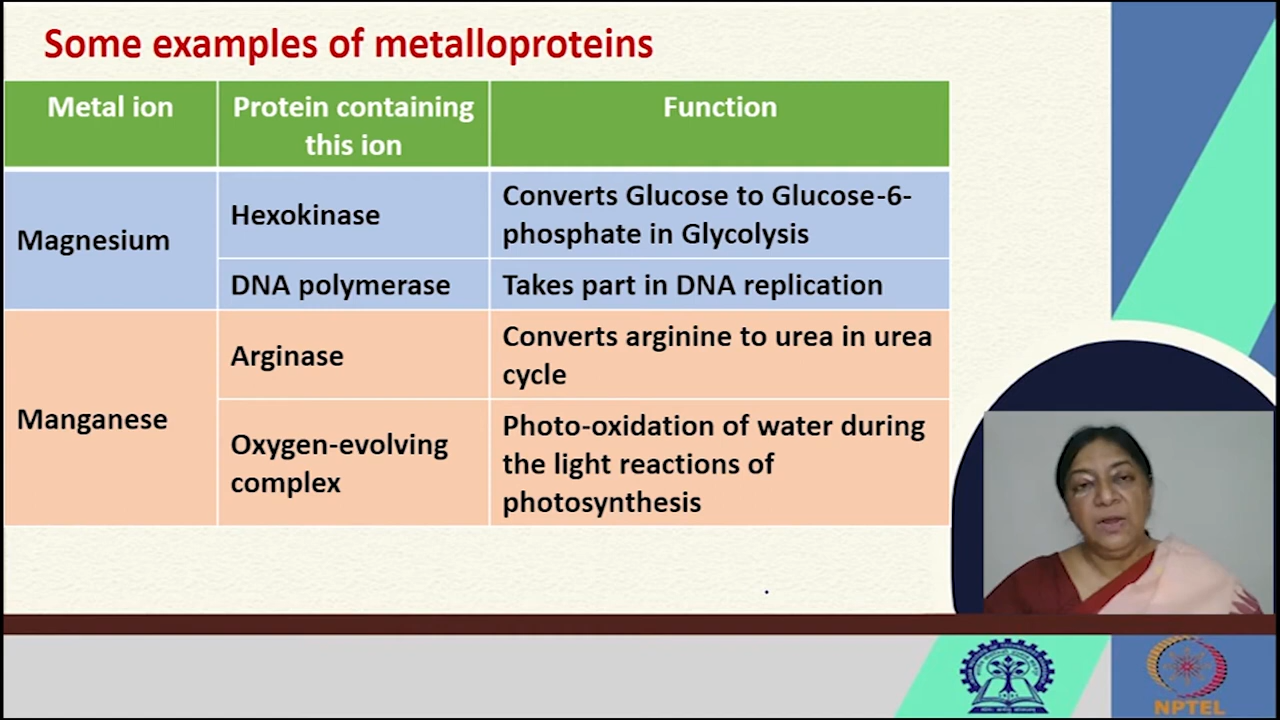 Some examples of metalloproteins
Metal ion
Protein containing
this ion
Function
Magnesium
Hexokinase
Converts Glucose to Glucose-6-
phosphate in Glycolysis
DNA polymerase
Takes part in DNA replication
Manganese
Arginase
Converts arginine to urea in urea
cycle
Oxygen-evolving
complex
Photo-oxidation of water during
the light reactions of
photosynthesis
NPTEL